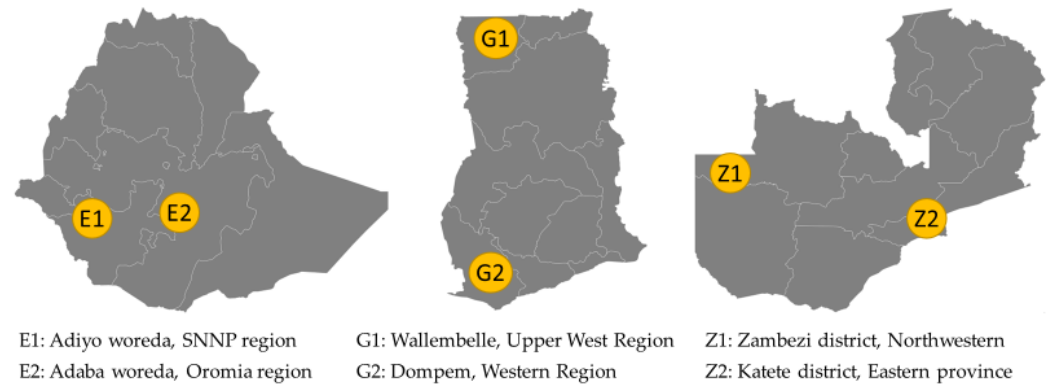 E1
E2
G1
G2
Z1
Z2
E1: Adiyo woreda, SNNP region
E2: Adaba woreda, Oromia region
G1: Wallembelle, Upper West Region
G2: Dompem, Western Region
Z1: Zambezi district, Northwestern
Z2: Katete district, Eastern province